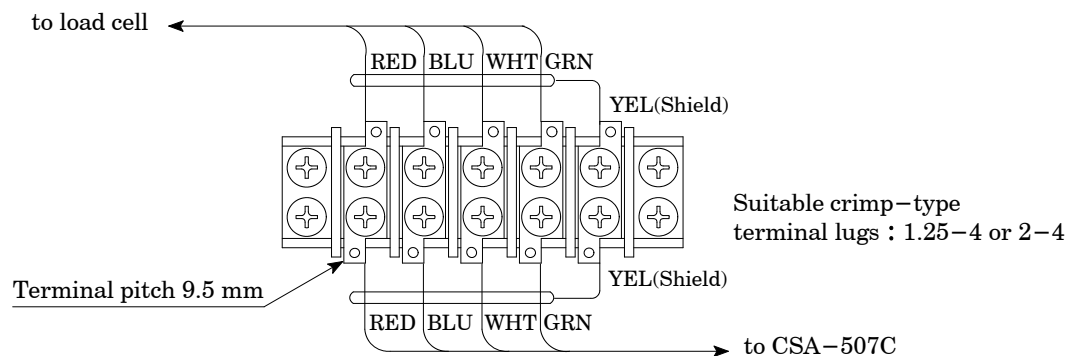 to load cell
RED BLU WHT GRN
YEL(Shield)
Suitable crimp-type
terminal lugs : 1.25-4 or 2-4
YEL(Shield)
Terminal pitch 9.5 mm
RED BLU WHT GRN
to CSA-507C